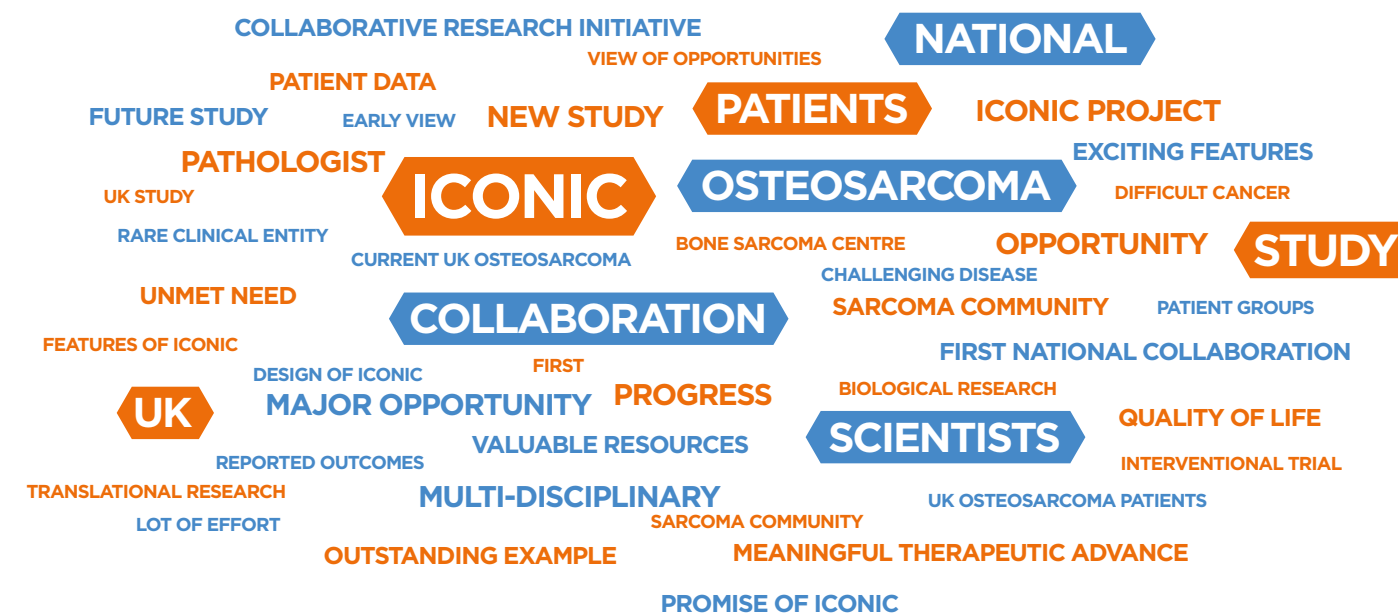 COLLABORATIVE RESEARCH INITIATIVE
NATIONAL
VIEW OF OPPORTUNITIES
PATIENT DATA
FUTURE STUDY
EARLY VIEW
NEW STUDY
PATIENTS
ICONIC PROJECT
PATHOLOGIST
EXCITING FEATURES
UK STUDY
ICONIC
OSTEOSARCOMA
DIFFICULT CANCER
RARE CLINICAL ENTITY
CURRENT UK OSTEOSARCOMA
BONE SARCOMA CENTRE
OPPORTUNITY
STUDY
CHALLENGING DISEASE
UNMET NEED
COLLABORATION
SARCOMA COMMUNITY
PATIENT GROUPS
FEATURES OF ICONIC
FIRST NATIONAL COLLABORATION
FIRST
DESIGN OF ICONIC
UK
MAJOR OPPORTUNITY
PROGRESS
BIOLOGICAL RESEARCH
QUALITY OF LIFE
VALUABLE RESOURCES
SCIENTISTS
REPORTED OUTCOMES
INTERVENTIONAL TRIAL
TRANSLATIONAL RESEARCH
MULTI-DISCIPLINARY
UK OSTEOSARCOMA PATIENTS
LOT OF EFFORT
SARCOMA COMMUNITY
OUTSTANDING EXAMPLE
MEANINGFUL THERAPEUTIC ADVANCE
PROMISE OF ICONIC